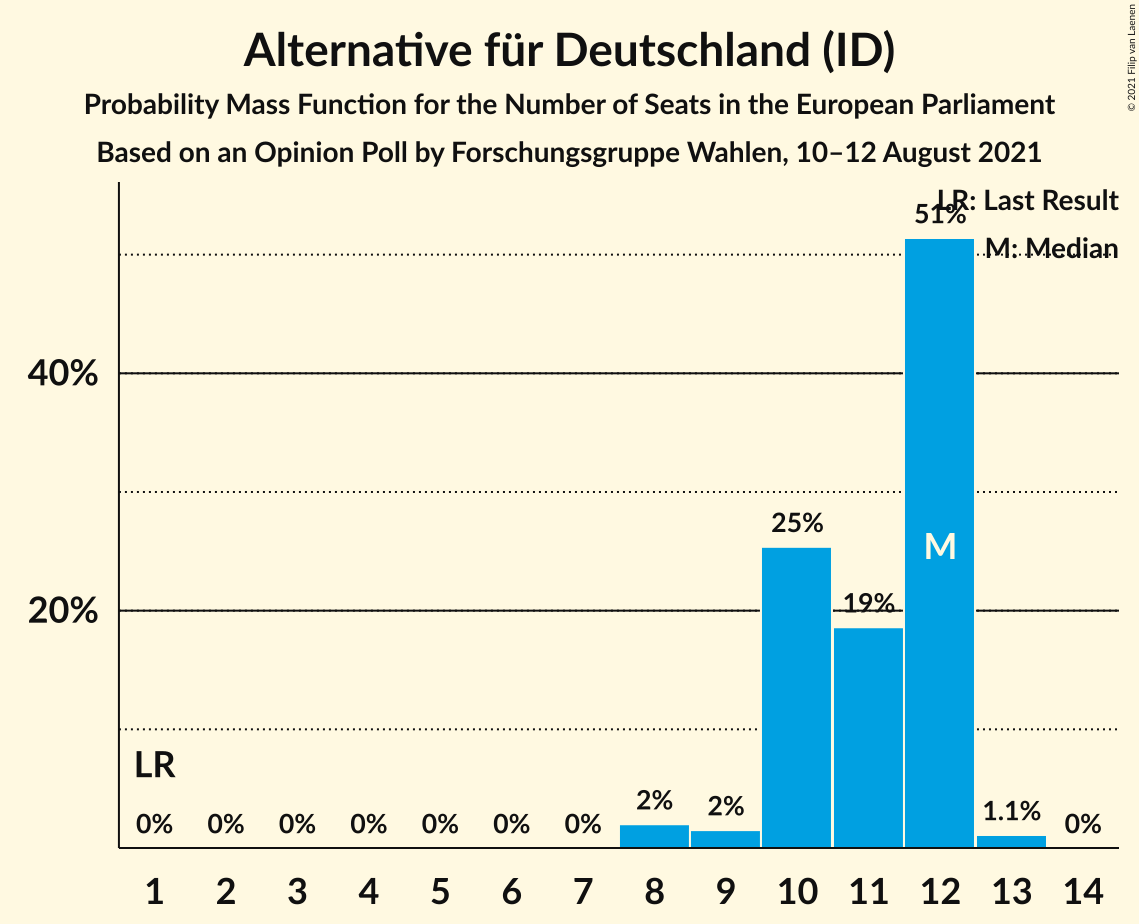 Alternative für Deutschland (ID)
Probability Mass Function for the Number of Seats in the European Parliament
Based on an Opinion Poll by Forschungsgruppe Wahlen, 10–12 August 2021
© 2021 Filip van Laenen
LR: Last Result
M: Median
51%
40%
25%
M
19%
20%
LR
0% 0% 0% 0% 0% 0% 0% 2% 2% 1.1% 0%
1 2 3 4 5 6 7 8 9 10 11 12 13 14